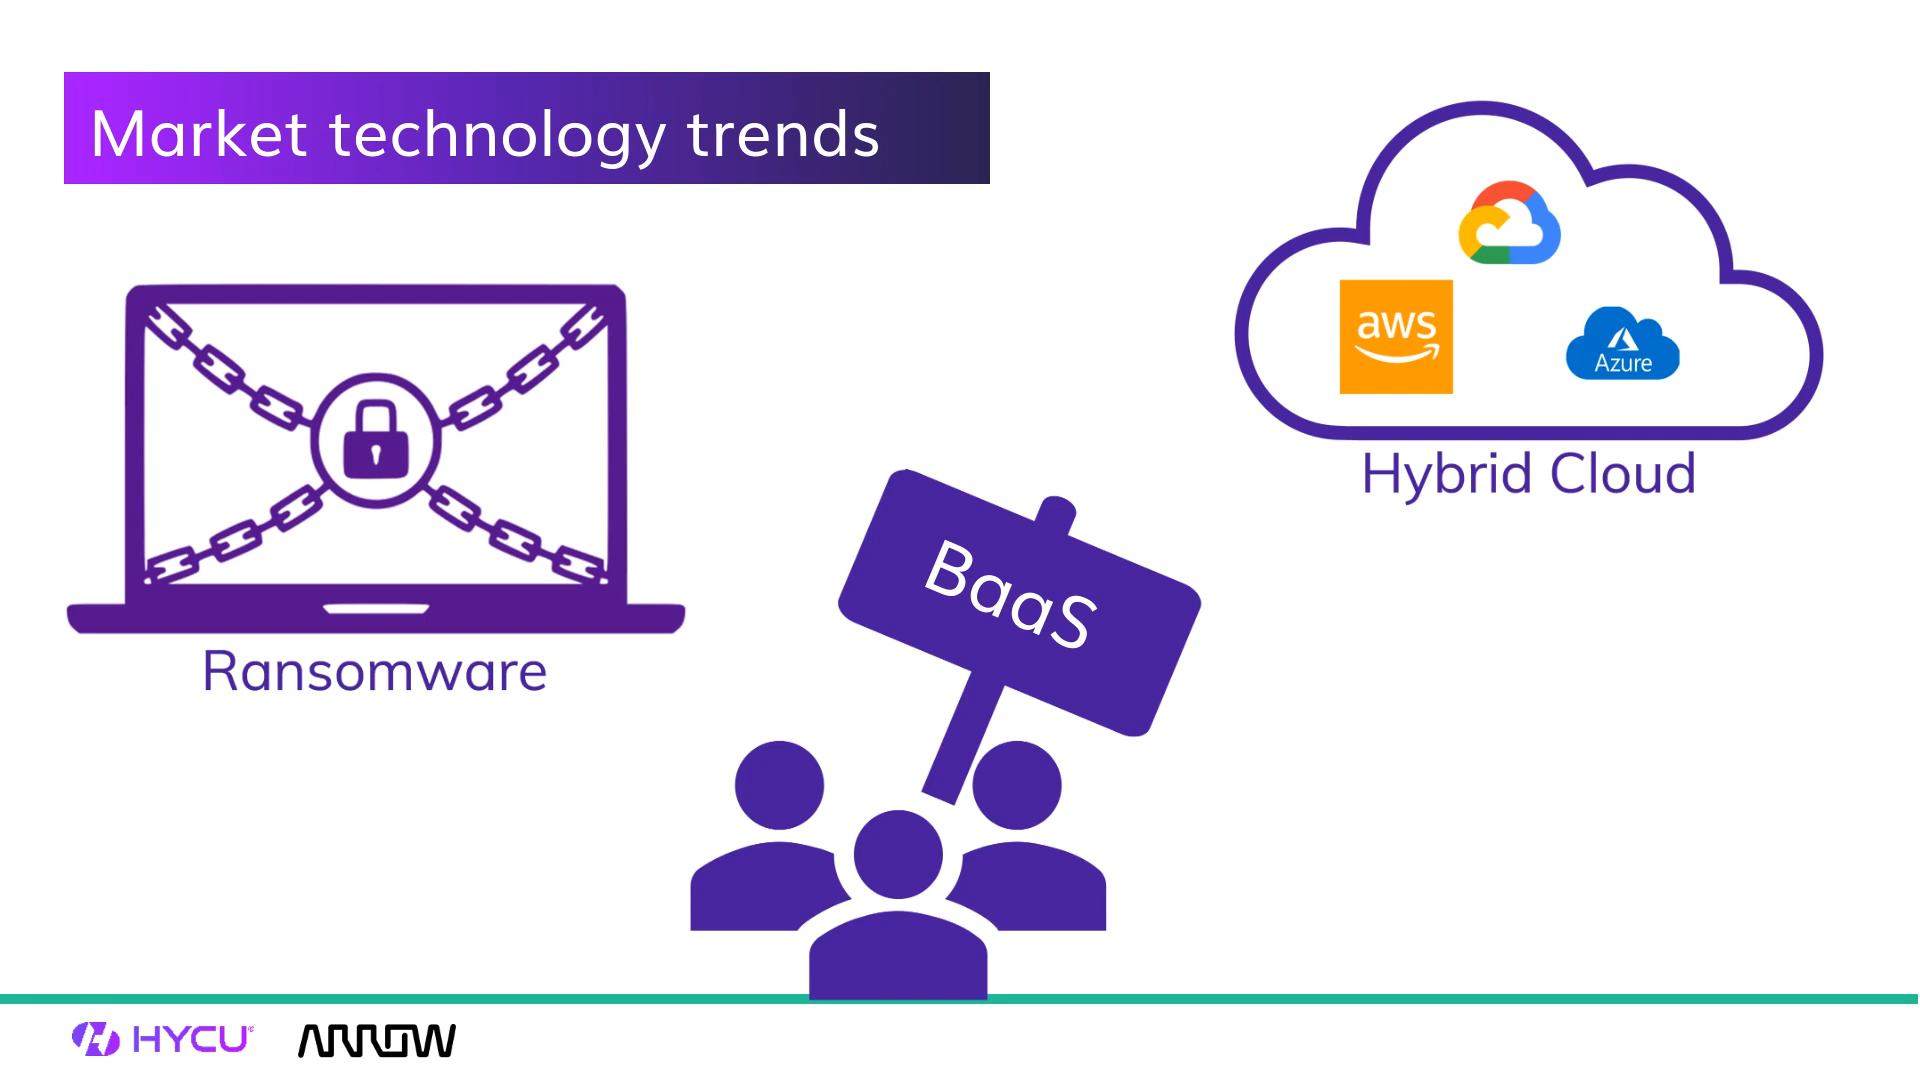 Market technology trends
aws
Azure
Hybrid Cloud
BaaS
Ransomware
HYCU
ARROW